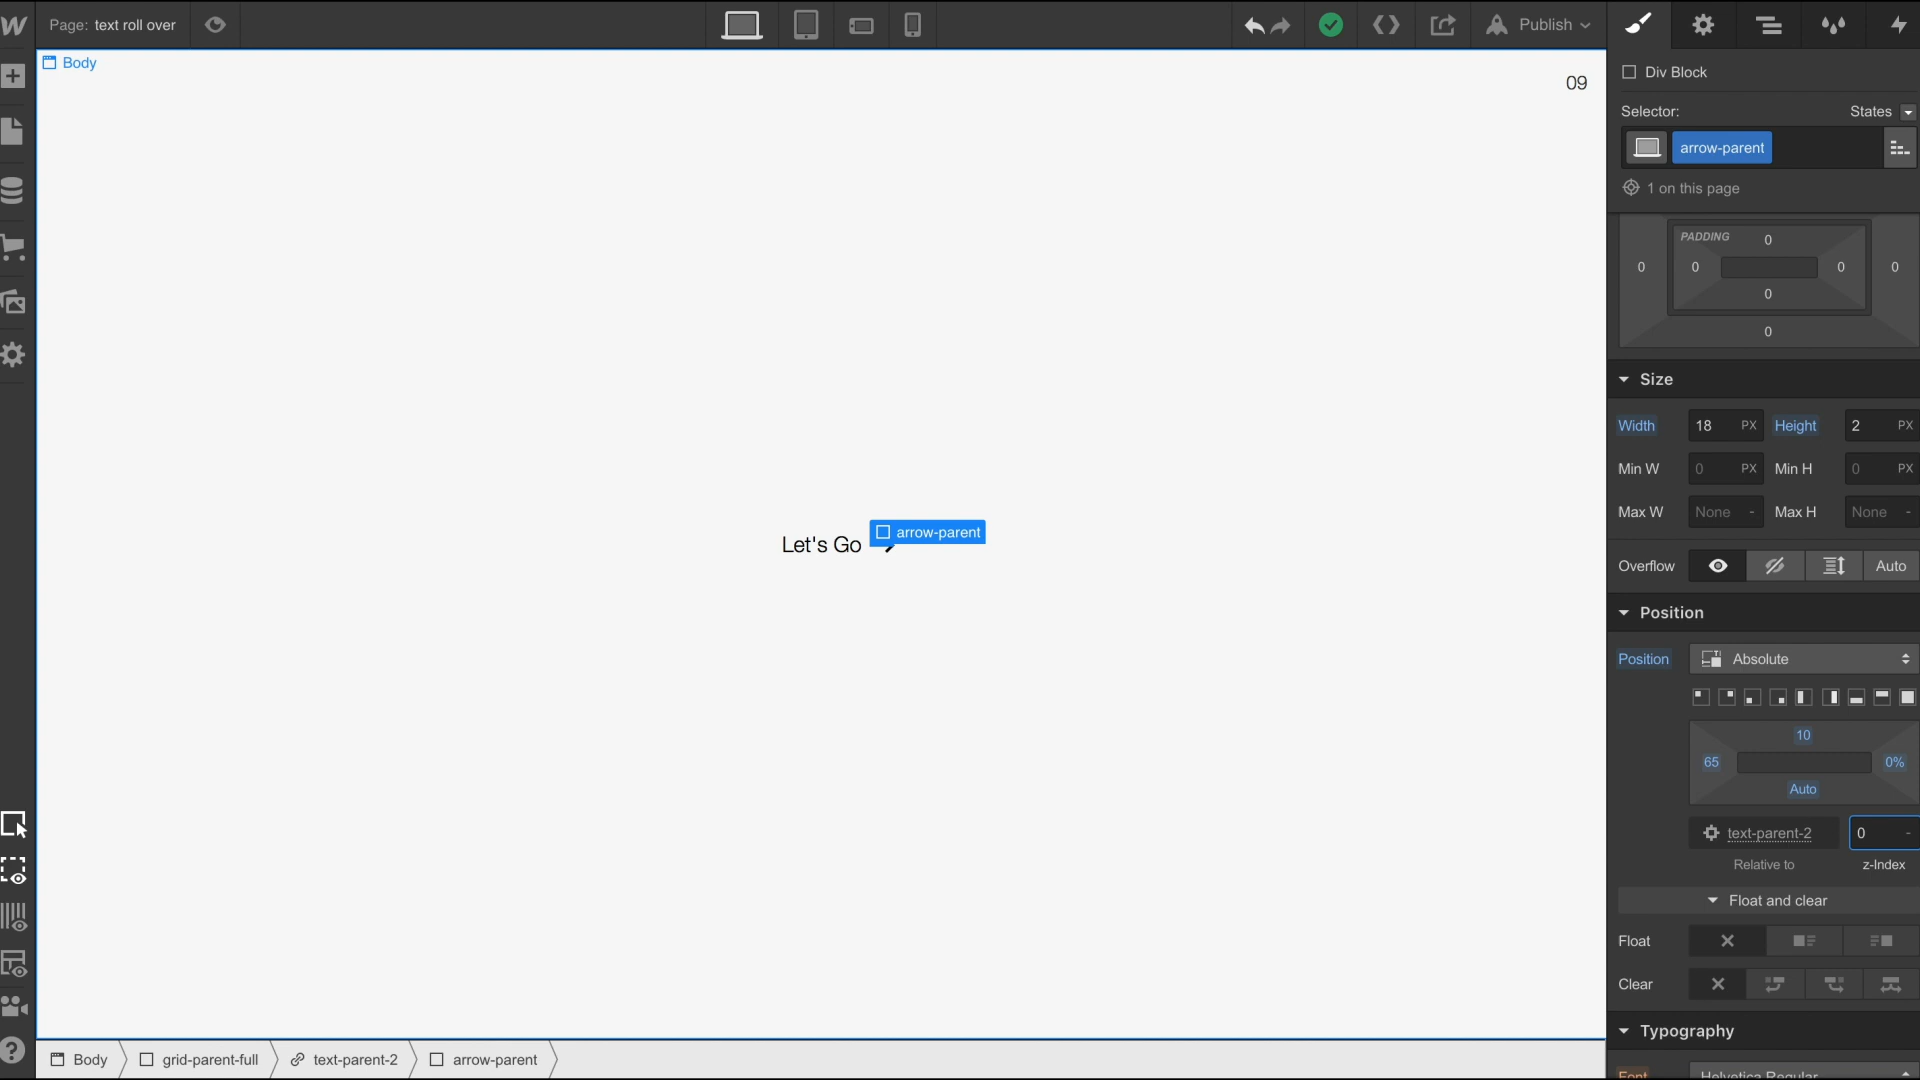 Page: text roll over
Publish
Body
09
Let's Go
arrow-parent
Div Block
Selector:
States
arrow-parent
1 on this page
PADDING
0
0
0
0
0
0
0
Size
Width
18 PX
Height
2 PX
Min W
0 PX
Min H
0 PX
Max W
None -
Max H
None -
Overflow
Auto
Position
Position
Absolute
10
65
0%
Auto
text-parent-2
0 -
Relative to
z-Index
Float and clear
Float
Clear
Typography
Font
Helvetica Regular
Body
grid-parent-full
text-parent-2
arrow-parent